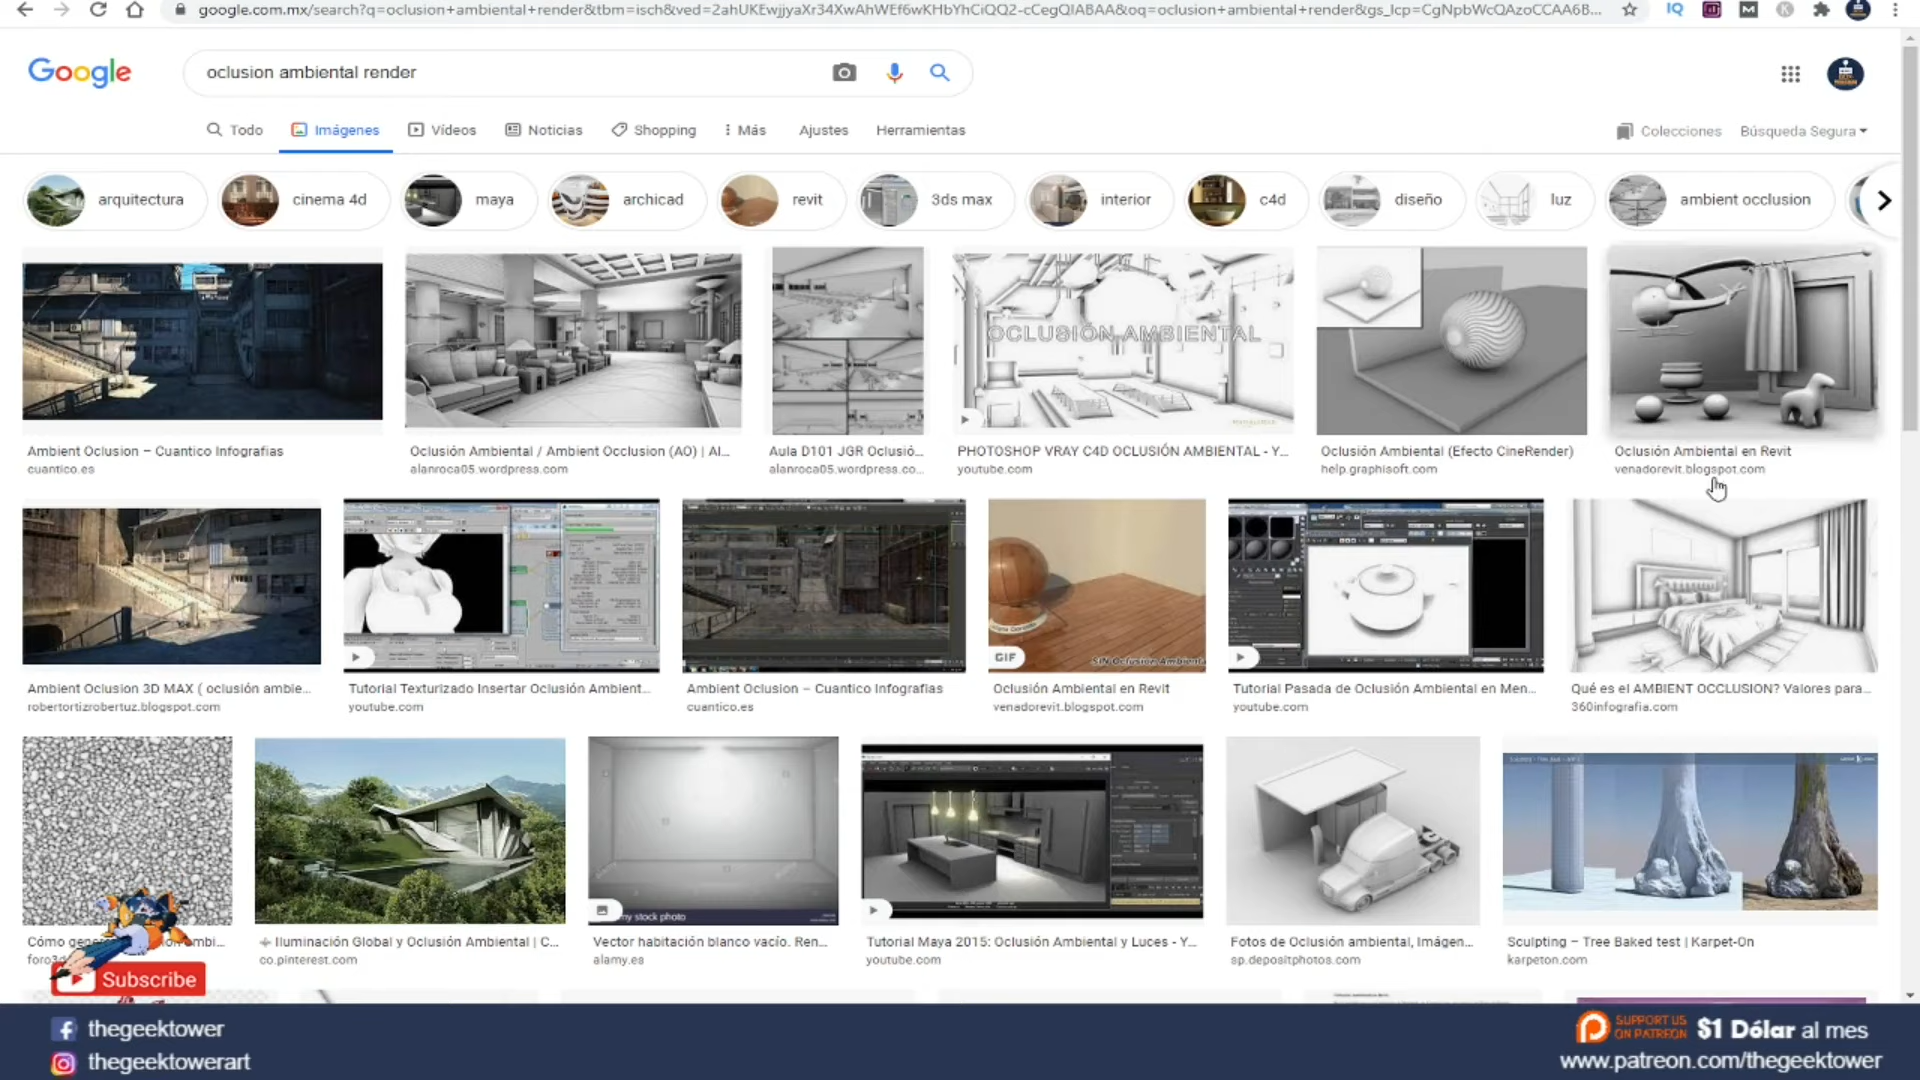 google.com.mx/search?q=oclusion+ambiental+render&tbm=isch&ved=2ahUKEwjjyaXr34XwAhWEf6wKHbYhCiQQ2-cCegQIABAA&oq=oclusion+ambiental+render&gs_lcp=CgNpbWcQAzoCCAA6B...
Google
oclusion ambiental render
Todo Imágenes Vídeos Noticias Shopping Más Ajustes Herramientas
Colecciones Búsqueda Segura
arquitectura cinema 4d maya archicad revit 3ds max interior c4d diseño luz ambient occlusion
OCLUSIÓN AMBIENTAL
Ambient Oclusion – Cuantico Infografias
cuantico.es
Oclusión Ambiental / Ambient Occlusion (AO) | Al...
alanroca05.wordpress.com
Aula D101 JGR Oclusió...
alanroca05.wordpress.co...
PHOTOSHOP VRAY C4D OCLUSIÓN AMBIENTAL - Y...
youtube.com
Oclusión Ambiental (Efecto CineRender)
help.graphisoft.com
Oclusión Ambiental en Revit
venadorevit.blogspot.com
GIF
SIN Oclusion Ambiental
Ambient Oclusion 3D MAX ( oclusión ambie...
robertortizrobertuz.blogspot.com
Tutorial Texturizado Insertar Oclusión Ambient...
youtube.com
Ambient Oclusion – Cuantico Infografias
cuantico.es
Oclusión Ambiental en Revit
venadorevit.blogspot.com
Tutorial Pasada de Oclusión Ambiental en Men...
youtube.com
Qué es el AMBIENT OCCLUSION? Valores para...
360infografia.com
my stock photo
Cómo gene
foro3d
Iluminación Global y Oclusión Ambiental | C...
co.pinterest.com
Vector habitación blanco vacío. Ren...
alamy.es
Tutorial Maya 2015: Oclusión Ambiental y Luces - Y...
youtube.com
Fotos de Oclusión ambiental, Imágen...
sp.depositphotos.com
Sculpting – Tree Baked test | Karpet-On
karpeton.com
Subscribe
thegeektower
thegeektowerart
SUPPORT US
ON PATREON
$1 Dólar al mes
www.patreon.com/thegeektower